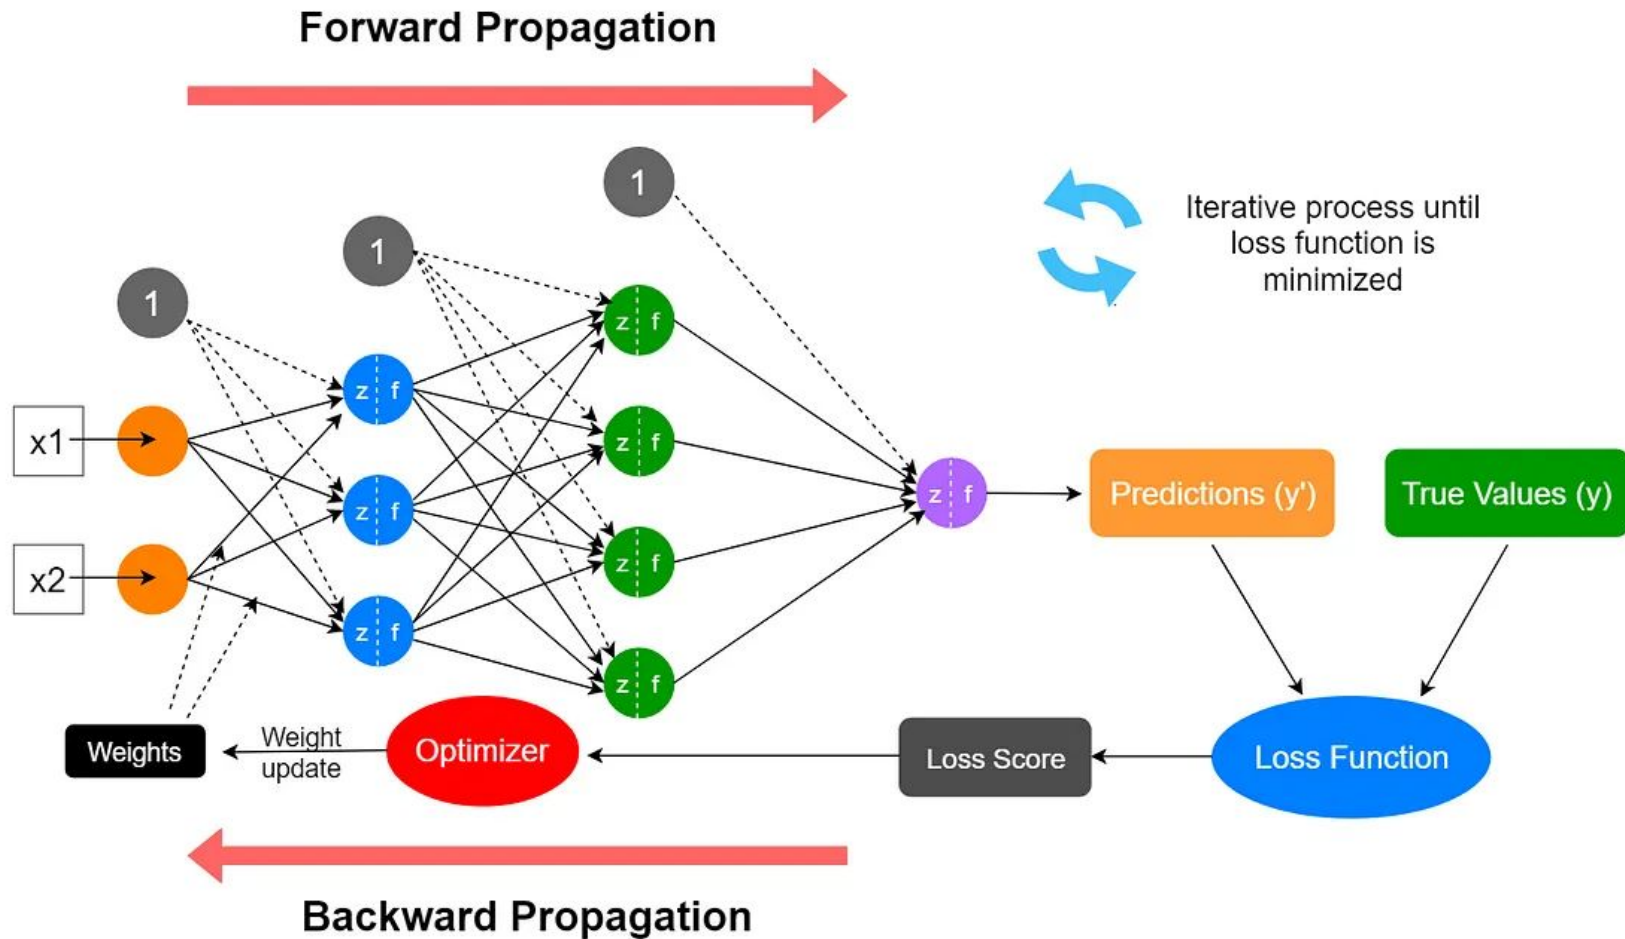 Forward Propagation
1
1
1
Iterative process until
loss function is
minimized
z f
z f
x1
z f
z f
z f
Predictions (y')
True Values (y)
z f
x2
z f
z f
Weights
Weight
update
Optimizer
Loss Score
Loss Function
Backward Propagation